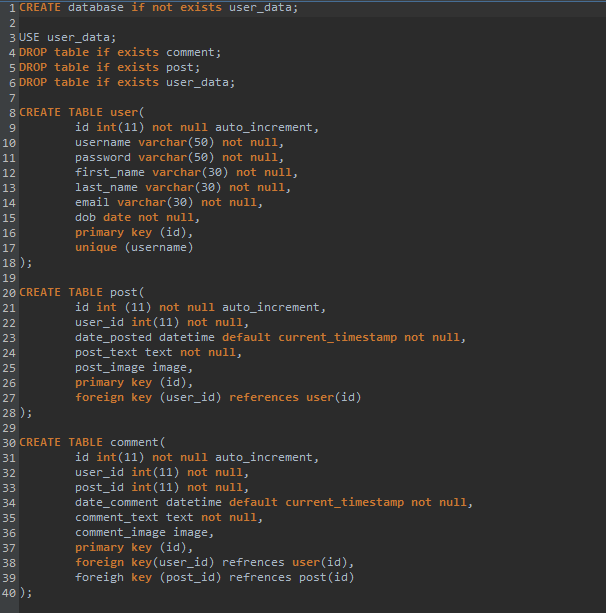 1 CREATE database if not exists user_data;
2
3 USE user_data;
4 DROP table if exists comment;
5 DROP table if exists post;
6 DROP table if exists user_data;
7
8 CREATE TABLE user(
9 id int(11) not null auto_increment,
10 username varchar(50) not null,
11 password varchar(50) not null,
12 first_name varchar(30) not null,
13 last_name varchar(30) not null,
14 email varchar(30) not null,
15 dob date not null,
16 primary key (id),
17 unique (username)
18 );
19
20 CREATE TABLE post(
21 id int (11) not null auto_increment,
22 user_id int(11) not null,
23 date_posted datetime default current_timestamp not null,
24 post_text text not null,
25 post_image image,
26 primary key (id),
27 foreign key (user_id) references user(id)
28 );
29
30 CREATE TABLE comment(
31 id int(11) not null auto_increment,
32 user_id int(11) not null,
33 post_id int(11) not null,
34 date_comment datetime default current_timestamp not null,
35 comment_text text not null,
36 comment_image image,
37 primary key (id),
38 foreign key(user_id) refrences user(id),
39 foreigh key (post_id) refrences post(id)
40 );